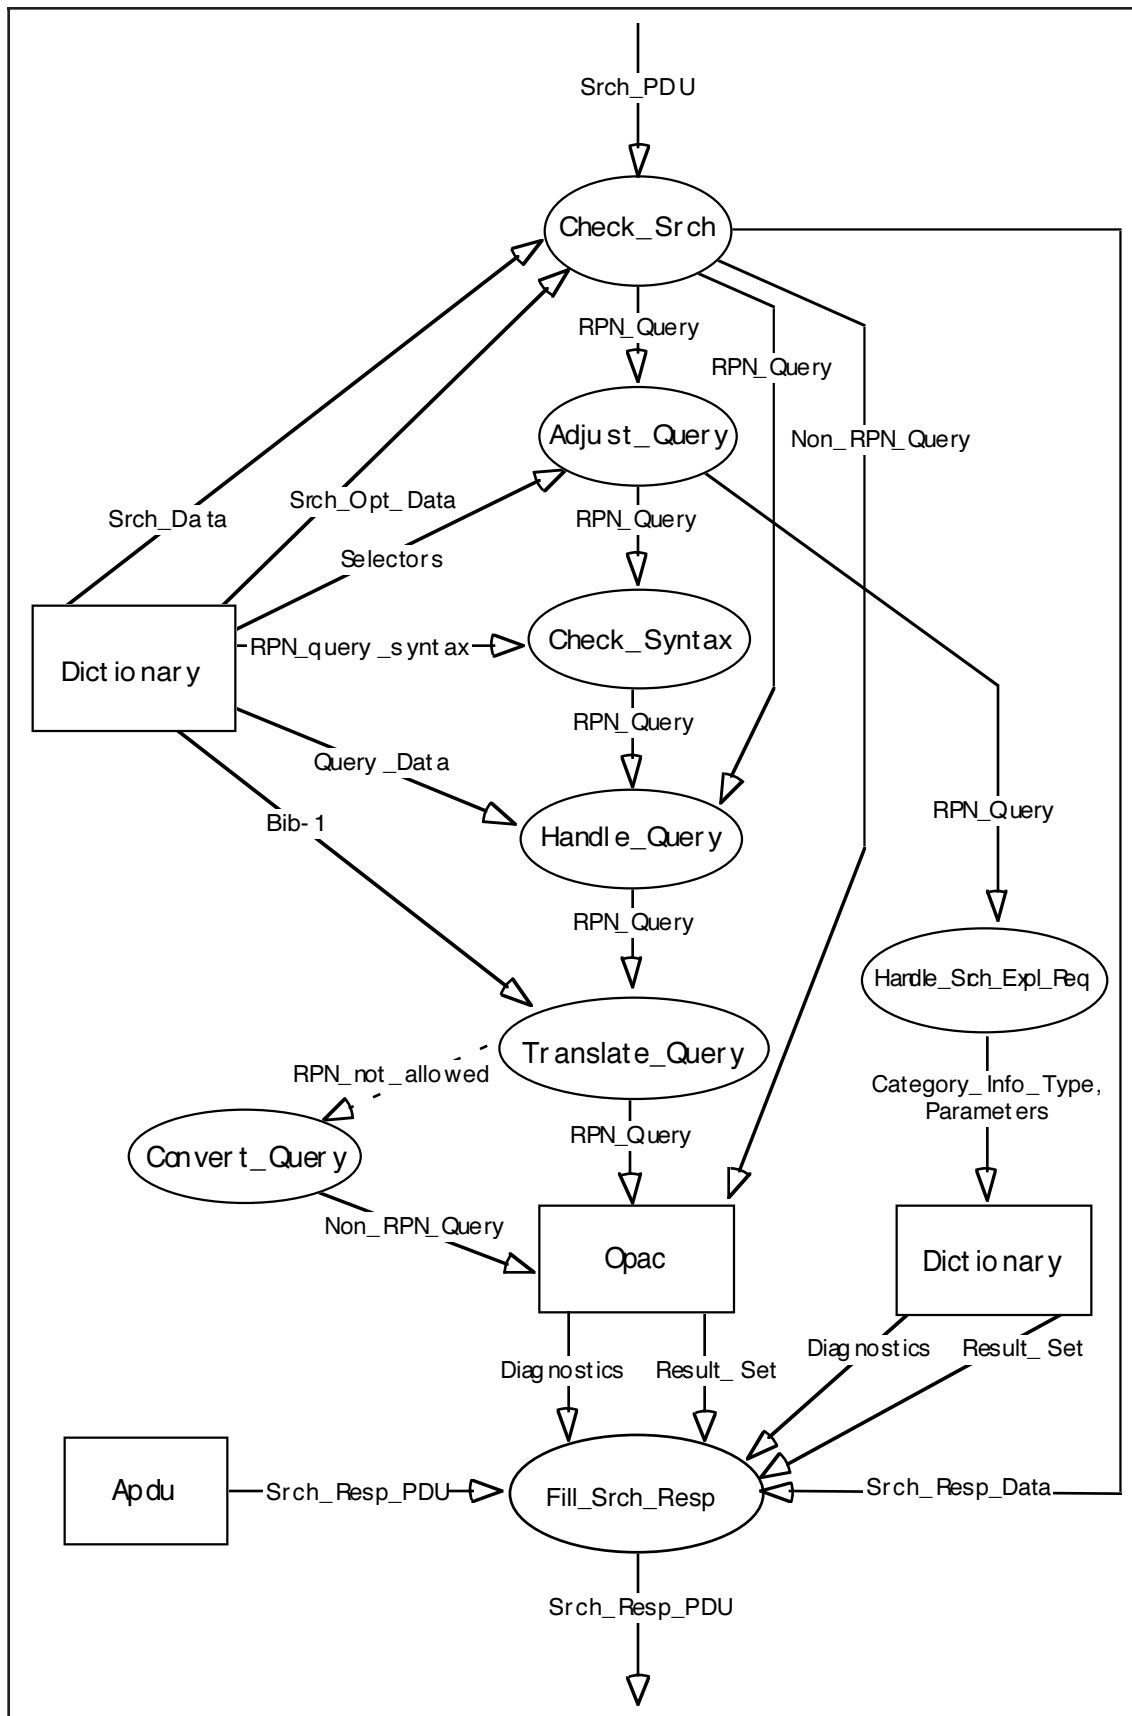 Srch_PDU
Check_Srch
RPN_Query
RPN_Query
Adjust_Query
Non_RPN_Query
Srch_Opt_Data
Srch_Data
RPN_Query
Selectors
Check_Syntax
RPN_query_syntax
Dictionary
RPN_Query
Query_Data
RPN_Query
Bib-1
Handle_Query
RPN_Query
Handle_Srch_Expl_Req
Translate_Query
RPN_not_allowed
Category_Info_Type,
Parameters
RPN_Query
Convert_Query
Non_RPN_Query
Opac
Dictionary
Diagnostics
Result_Set
Diagnostics
Result_Set
Apdu
Srch_Resp_PDU
Fill_Srch_Resp
Srch_Resp_Data
Srch_Resp_PDU